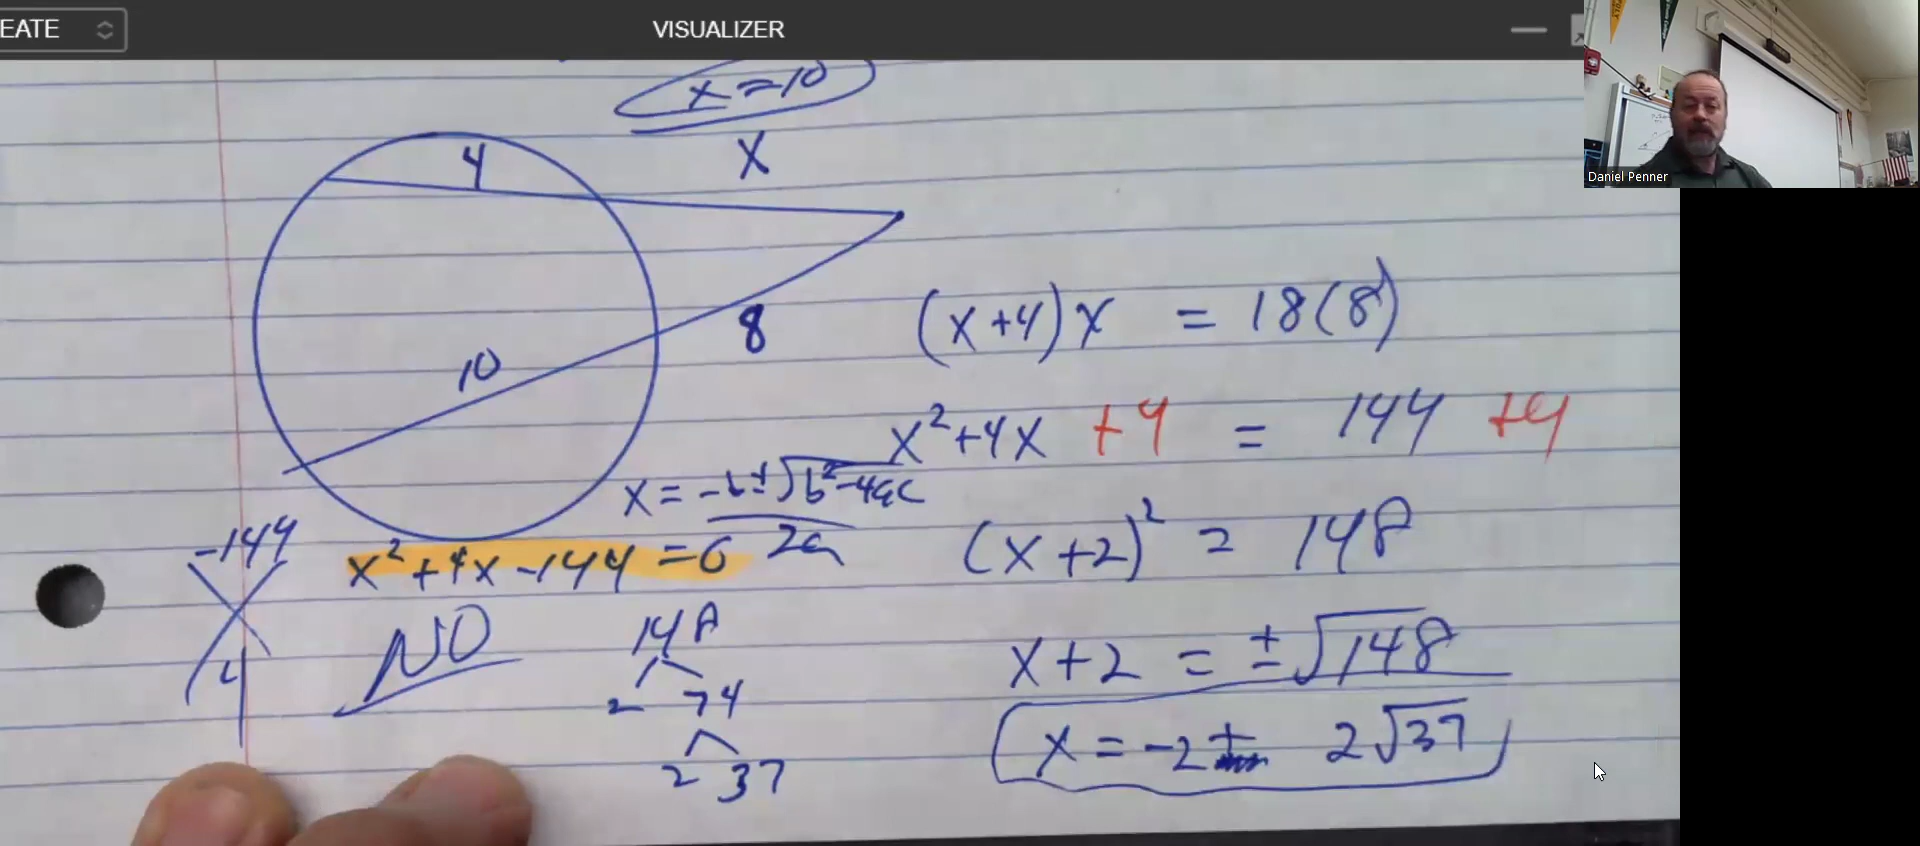 EATE
VISUALIZER
Daniel Penner
x=10
x
4
8
10
(x+4)x = 18(8)
x²+4x +4 = 144 +4
x = -b±√b²-4ac
2a
(x+2)² = 148
-144
4
x²+4x-144=0
NO
148
2 74
2 37
x+2 = ±√148
x = -2± 2√37